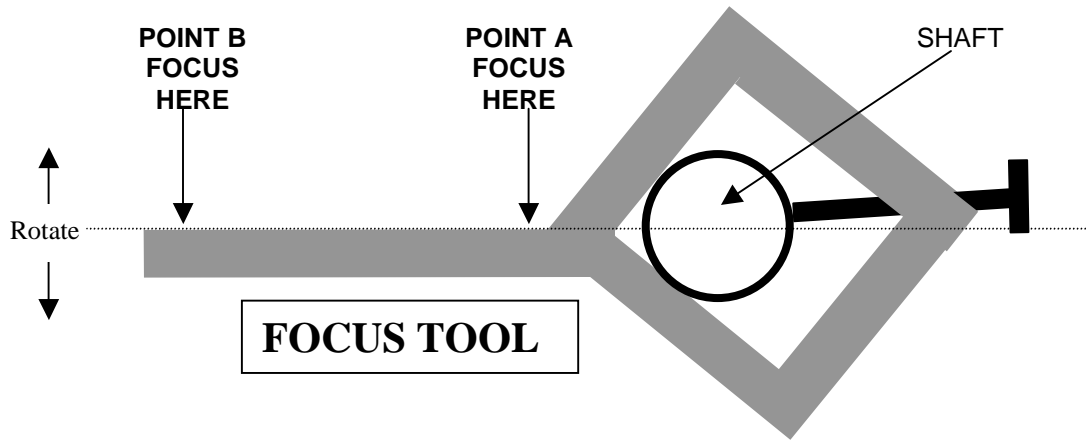 POINT B
FOCUS
HERE
POINT A
FOCUS
HERE
SHAFT
Rotate
FOCUS TOOL